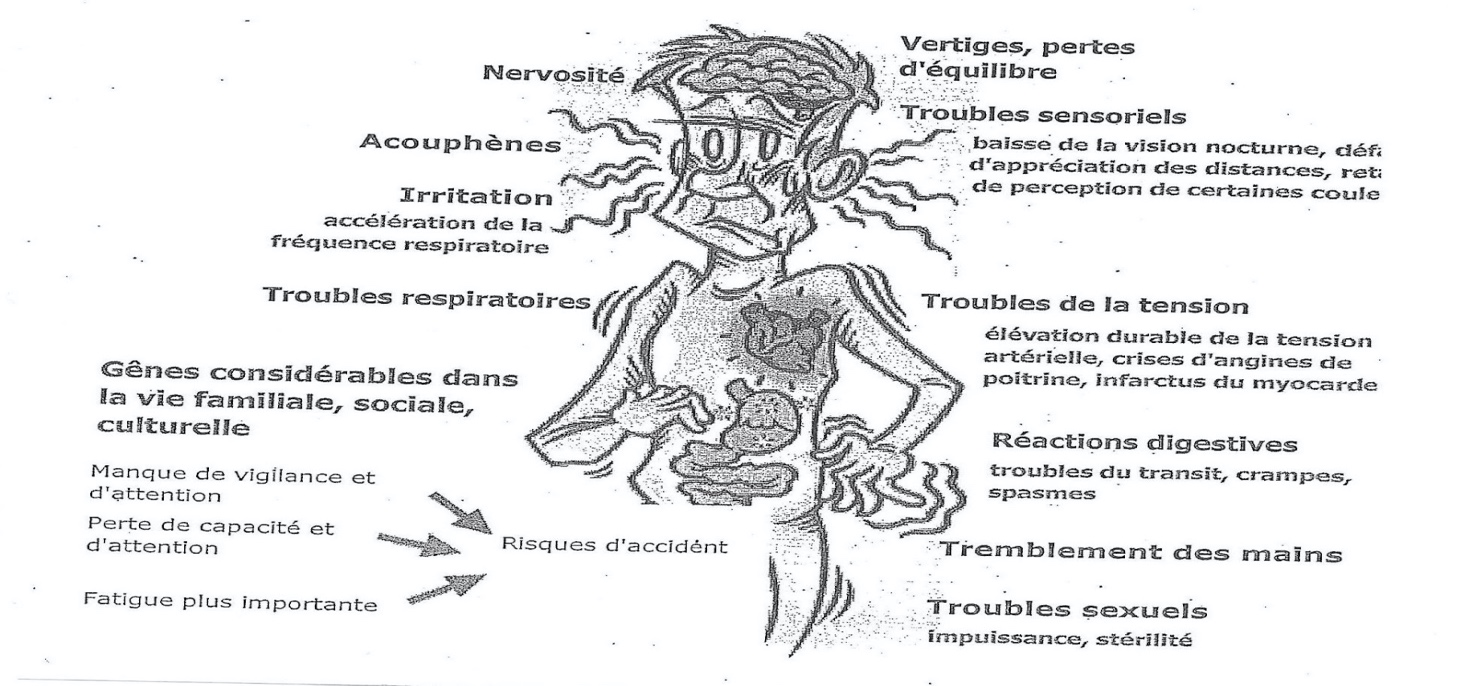 Nervosité
Acouphènes
Irritation
accélération de la
fréquence respiratoire
Troubles respiratoires
Gênes considérables dans
la vie familiale, sociale,
culturelle
Manque de vigilance et
d'attention
Perte de capacité et
d'attention
Fatigue plus importante
Risques d'accident
Vertiges, pertes
d'équilibre
Troubles sensoriels
baisse de la vision nocturne,
d'appréciation des distances,
de perception de certaines
Troubles de la tension
élévation durable de la tension
artérielle, crises d'angines de
poitrine, infarctus du myocarde
Réactions digestives
troubles du transit, crampes,
spasmes
Tremblement des mains
Troubles sexuels
impuissance, stérilité